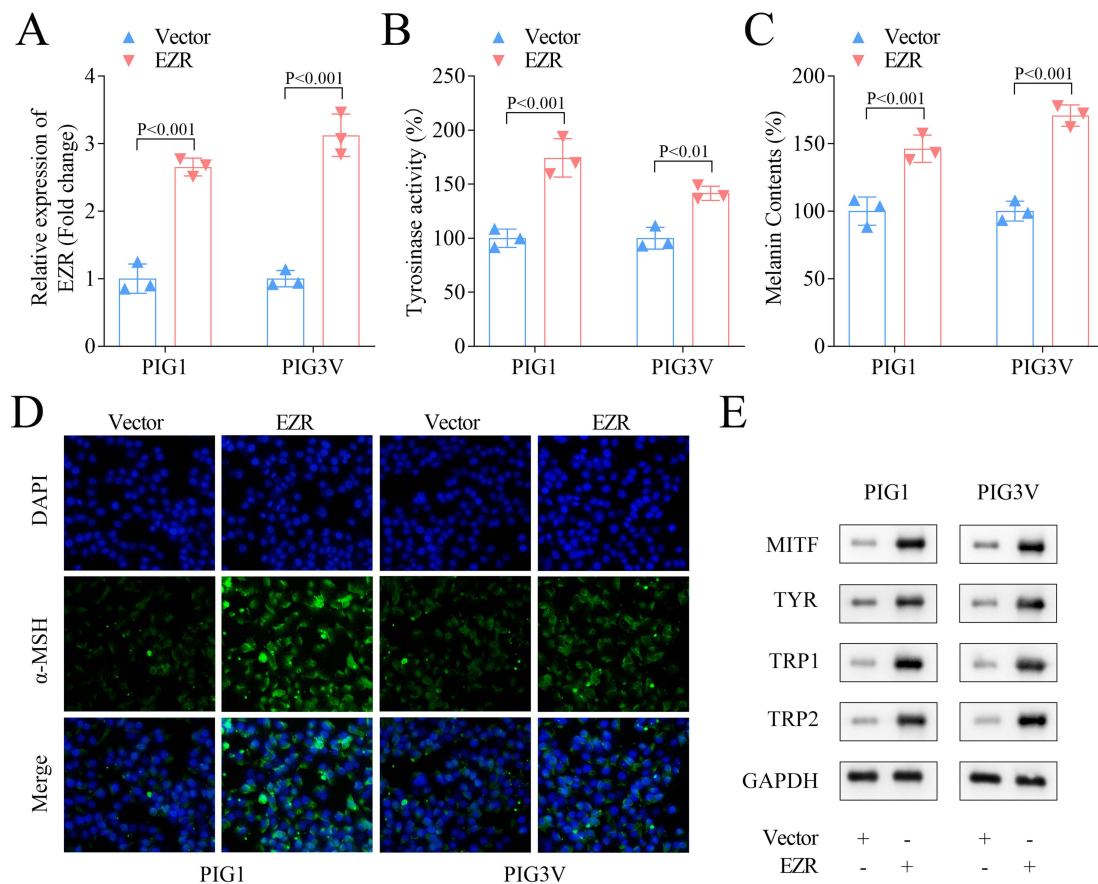 A
Vector
EZR
Relative expression of
EZR (Fold change)
4
3
2
1
0
P<0.001
P<0.001
PIG1
PIG3V
B
Vector
EZR
Tyrosinase activity (%)
250
200
150
100
50
0
P<0.001
P<0.01
PIG1
PIG3V
C
Vector
EZR
Melanin Contents (%)
200
150
100
50
0
P<0.001
P<0.001
PIG1
PIG3V
D
Vector EZR Vector EZR
DAPI
α-MSH
Merge
PIG1 PIG3V
E
PIG1 PIG3V
MITF
TYR
TRP1
TRP2
GAPDH
Vector + - + -
EZR - + - +